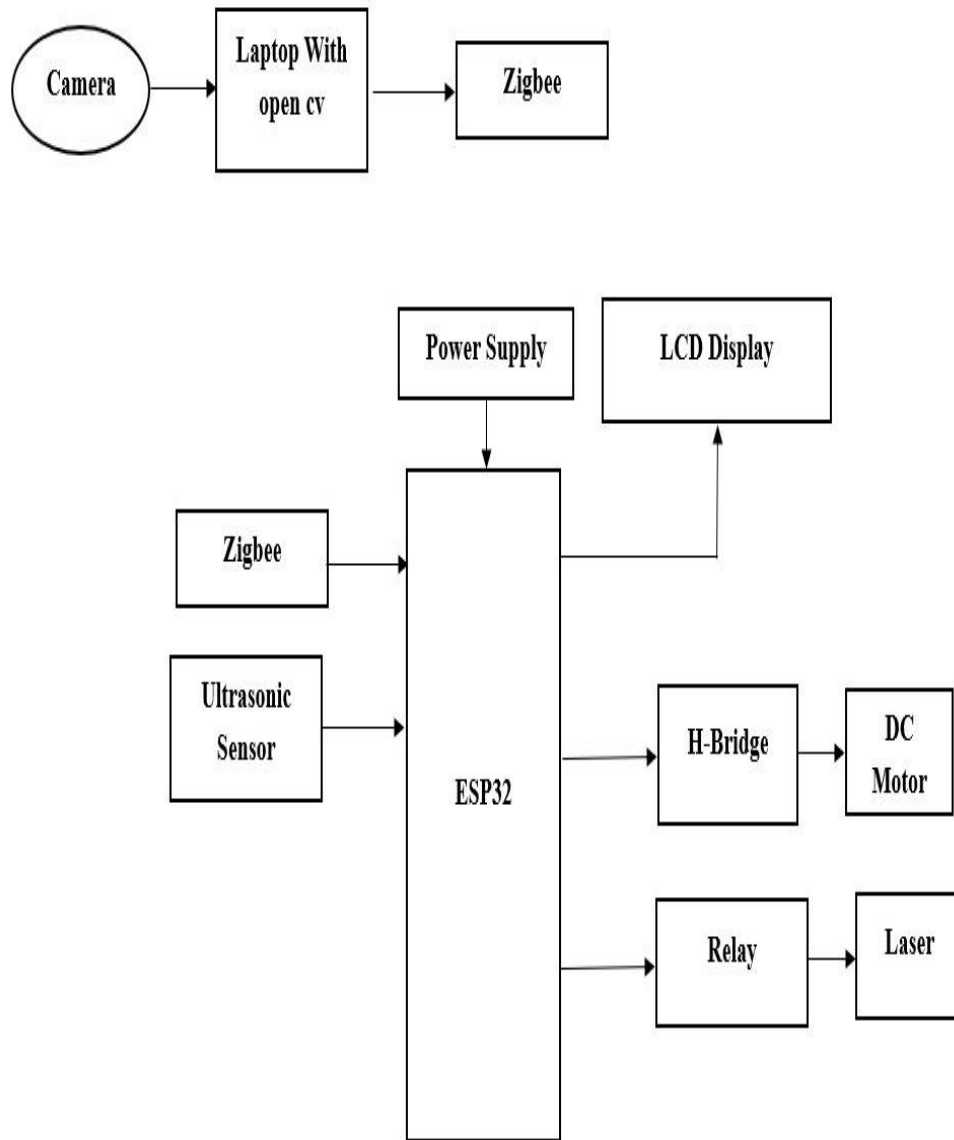 Camera
Laptop With
open cv
Zigbee
Power Supply
LCD Display
Zigbee
Ultrasonic
Sensor
ESP32
H-Bridge
DC
Motor
Relay
Laser